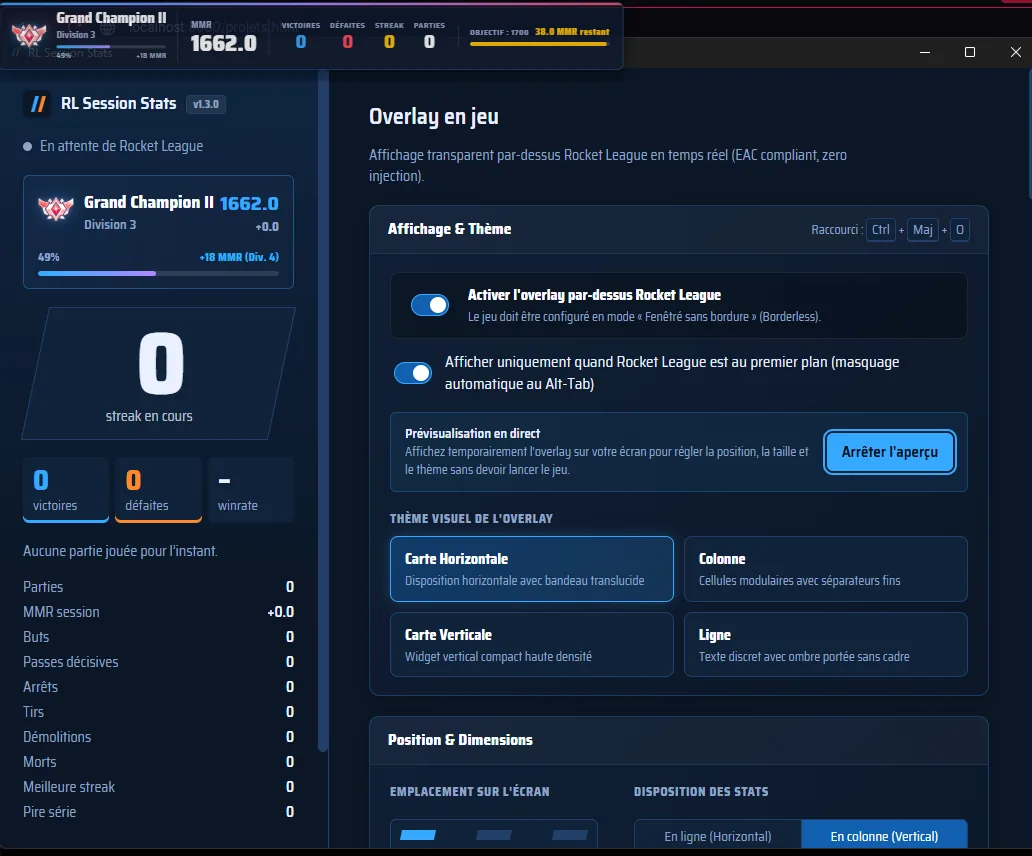 Grand Champion II
Division 3
49%
+18 MMR
MMR
1662.0
VICTOIRES DÉFAITES STREAK PARTIES
0 0 0 0
OBJECTIF : 1700 38.0 MMR restant
RL Session Stats
// RL Session Stats v1.3.0
En attente de Rocket League
Grand Champion II 1662.0
Division 3 +0.0
49% +18 MMR (Div. 4)
0
streak en cours
0 0 –
victoires défaites winrate
Aucune partie jouée pour l'instant.
Parties 0
MMR session +0.0
Buts 0
Passes décisives 0
Arrêts 0
Tirs 0
Démolitions 0
Morts 0
Meilleure streak 0
Pire série 0
Overlay en jeu
Affichage transparent par-dessus Rocket League en temps réel (EAC compliant, zero
injection).
Affichage & Thème Raccourci : Ctrl + Maj + O
Activer l'overlay par-dessus Rocket League
Le jeu doit être configuré en mode « Fenêtré sans bordure » (Borderless).
Afficher uniquement quand Rocket League est au premier plan (masquage
automatique au Alt-Tab)
Prévisualisation en direct
Affichez temporairement l'overlay sur votre écran pour régler la position, la taille et
le thème sans devoir lancer le jeu.
Arrêter l'aperçu
THÈME VISUEL DE L'OVERLAY
Carte Horizontale
Disposition horizontale avec bandeau translucide
Colonne
Cellules modulaires avec séparateurs fins
Carte Verticale
Widget vertical compact haute densité
Ligne
Texte discret avec ombre portée sans cadre
Position & Dimensions
EMPLACEMENT SUR L'ÉCRAN
DISPOSITION DES STATS
En ligne (Horizontal) En colonne (Vertical)